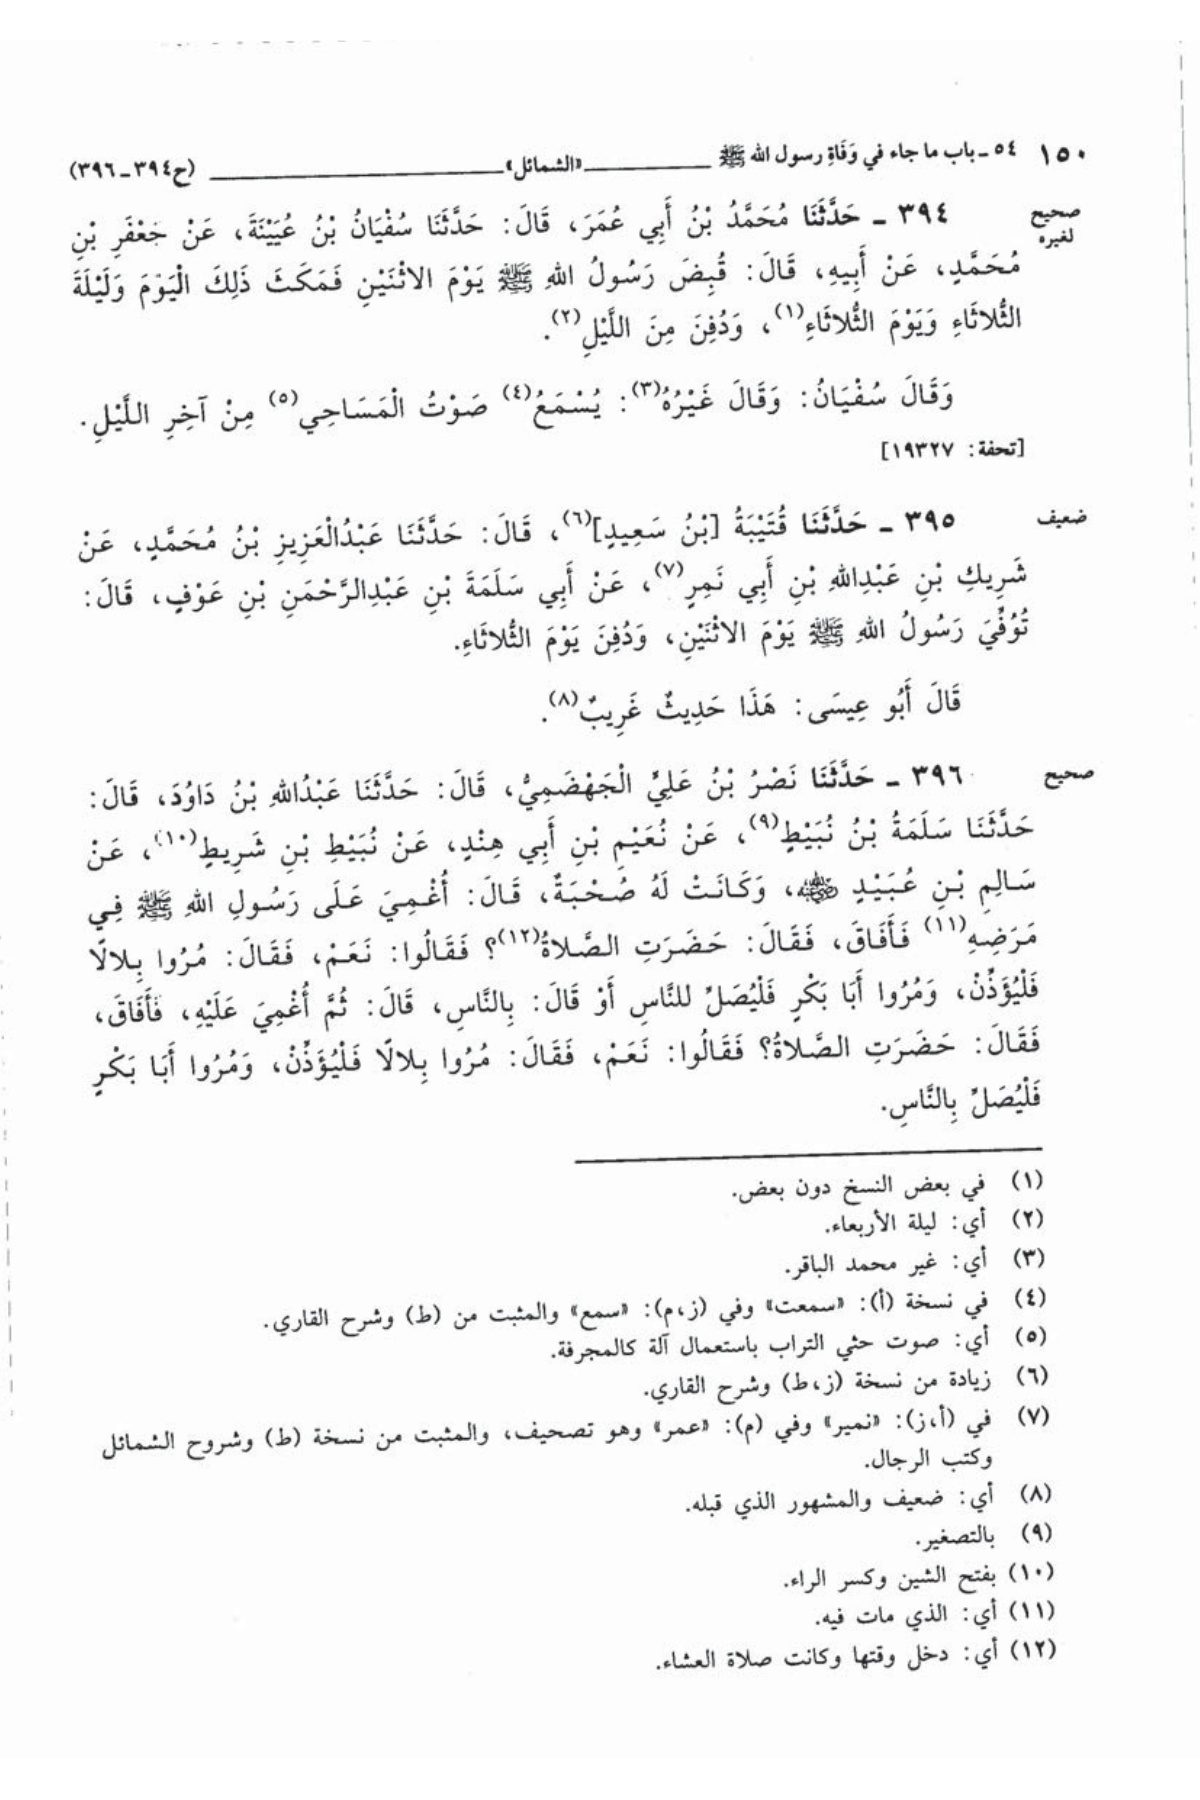 ١٥٠ ٥٤ ـ باب ما جاء في وَفَاةِ رسول الله ﷺ «الشمائل» (ح٣٩٤ـ٣٩٦)
صحيح لغيره ٣٩٤ ـ حَدَّثَنَا مُحَمَّدُ بْنُ أَبِي عُمَرَ، قَالَ: حَدَّثَنَا سُفْيَانُ بْنُ عُيَيْنَةَ، عَنْ جَعْفَرِ بْنِ
مُحَمَّدٍ، عَنْ أَبِيهِ، قَالَ: قُبِضَ رَسُولُ اللهِ ﷺ يَوْمَ الاثْنَيْنِ فَمَكَثَ ذَلِكَ الْيَوْمَ وَلَيْلَةَ
الثُّلاثَاءِ وَيَوْمَ الثُّلاثَاءِ(١)، وَدُفِنَ مِنَ اللَّيْلِ(٢).
وَقَالَ سُفْيَانُ: وَقَالَ غَيْرُهُ(٣): يُسْمَعُ(٤) صَوْتُ الْمَسَاحِي(٥) مِنْ آخِرِ اللَّيْلِ.
[تحفة: ١٩٣٢٧]
ضعيف ٣٩٥ ـ حَدَّثَنَا قُتَيْبَةُ [بْنُ سَعِيدٍ](٦)، قَالَ: حَدَّثَنَا عَبْدُالْعَزِيزِ بْنُ مُحَمَّدٍ، عَنْ
شَرِيكِ بْنِ عَبْدِاللهِ بْنِ أَبِي نَمِرٍ(٧)، عَنْ أَبِي سَلَمَةَ بْنِ عَبْدِالرَّحْمَنِ بْنِ عَوْفٍ، قَالَ:
تُوُفِّيَ رَسُولُ اللهِ ﷺ يَوْمَ الاثْنَيْنِ، وَدُفِنَ يَوْمَ الثُّلاثَاءِ.
قَالَ أَبُو عِيسَى: هَذَا حَدِيثٌ غَرِيبٌ(٨).
صحيح ٣٩٦ ـ حَدَّثَنَا نَصْرُ بْنُ عَلِيٍّ الْجَهْضَمِيُّ، قَالَ: حَدَّثَنَا عَبْدُاللهِ بْنُ دَاوُدَ، قَالَ:
حَدَّثَنَا سَلَمَةُ بْنُ نُبَيْطٍ(٩)، عَنْ نُعَيْمِ بْنِ أَبِي هِنْدٍ، عَنْ نُبَيْطِ بْنِ شَرِيطٍ(١٠)، عَنْ
سَالِمِ بْنِ عُبَيْدٍ رضي الله عنه، وَكَانَتْ لَهُ صُحْبَةٌ، قَالَ: أُغْمِيَ عَلَى رَسُولِ اللهِ ﷺ فِي
مَرَضِهِ(١١) فَأَفَاقَ، فَقَالَ: حَضَرَتِ الصَّلاةُ(١٢)؟ فَقَالُوا: نَعَمْ، فَقَالَ: مُرُوا بِلالًا
فَلْيُؤَذِّنْ، وَمُرُوا أَبَا بَكْرٍ فَلْيُصَلِّ للنَّاسِ أَوْ قَالَ: بِالنَّاسِ، قَالَ: ثُمَّ أُغْمِيَ عَلَيْهِ، فَأَفَاقَ،
فَقَالَ: حَضَرَتِ الصَّلاةُ؟ فَقَالُوا: نَعَمْ، فَقَالَ: مُرُوا بِلالًا فَلْيُؤَذِّنْ، وَمُرُوا أَبَا بَكْرٍ
فَلْيُصَلِّ بِالنَّاسِ.
(١) في بعض النسخ دون بعض.
(٢) أي: ليلة الأربعاء.
(٣) أي: غير محمد الباقر.
(٤) في نسخة (أ): «سمعت» وفي (ز،م): «سمع» والمثبت من (ط) وشرح القاري.
(٥) أي: صوت حثي التراب باستعمال آلة كالمجرفة.
(٦) زيادة من نسخة (ز،ط) وشرح القاري.
(٧) في (أ،ز): «نمير» وفي (م): «عمر» وهو تصحيف، والمثبت من نسخة (ط) وشروح الشمائل
وكتب الرجال.
(٨) أي: ضعيف والمشهور الذي قبله.
(٩) بالتصغير.
(١٠) بفتح الشين وكسر الراء.
(١١) أي: الذي مات فيه.
(١٢) أي: دخل وقتها وكانت صلاة العشاء.